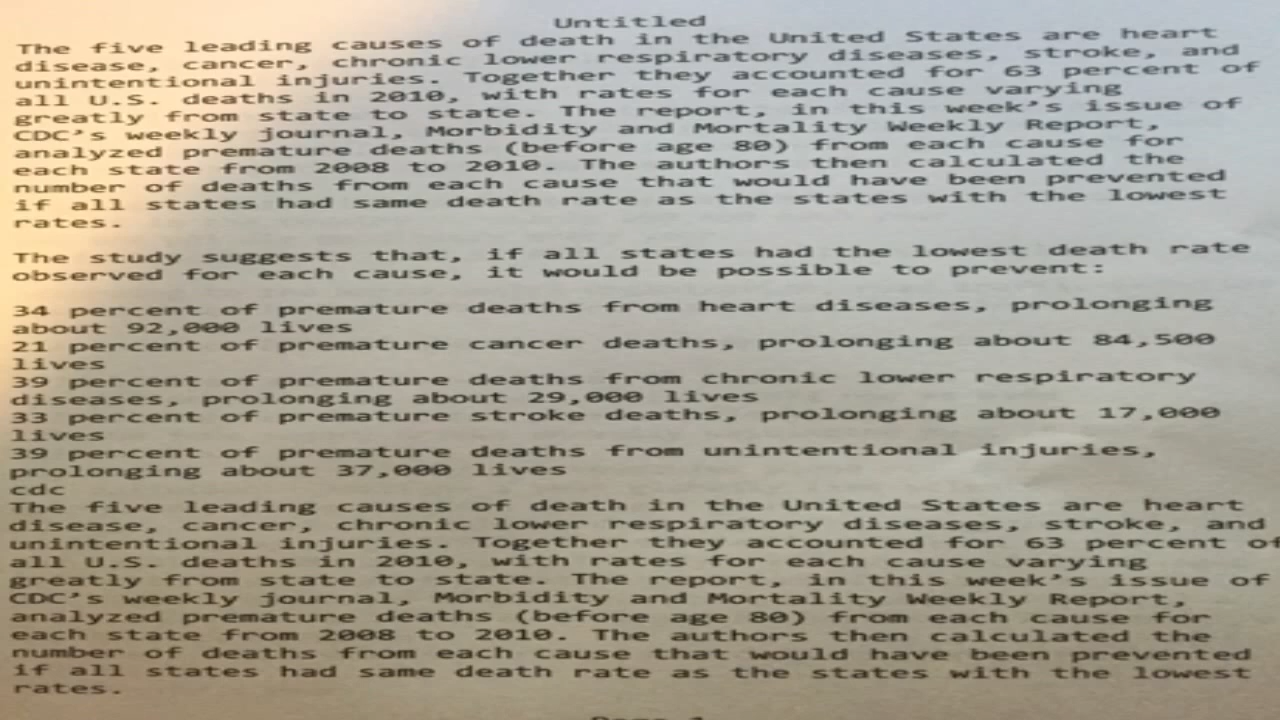 Untitled
The five leading causes of death in the United States are heart
disease, cancer, chronic lower respiratory diseases, stroke, and
unintentional injuries. Together they accounted for 63 percent of
all U.S. deaths in 2010, with rates for each cause varying
greatly from state to state. The report, in this week's issue of
CDC's weekly journal, Morbidity and Mortality Weekly Report,
analyzed premature deaths (before age 80) from each cause for
each state from 2008 to 2010. The authors then calculated the
number of deaths from each cause that would have been prevented
if all states had same death rate as the states with the lowest
rates.
The study suggests that, if all states had the lowest death rate
observed for each cause, it would be possible to prevent:
34 percent of premature deaths from heart diseases, prolonging
about 92,000 lives
21 percent of premature cancer deaths, prolonging about 84,500
lives
39 percent of premature deaths from chronic lower respiratory
diseases, prolonging about 29,000 lives
33 percent of premature stroke deaths, prolonging about 17,000
lives
39 percent of premature deaths from unintentional injuries,
prolonging about 37,000 lives
cdc
The five leading causes of death in the United States are heart
disease, cancer, chronic lower respiratory diseases, stroke, and
unintentional injuries. Together they accounted for 63 percent of
all U.S. deaths in 2010, with rates for each cause varying
greatly from state to state. The report, in this week's issue of
CDC's weekly journal, Morbidity and Mortality Weekly Report,
analyzed premature deaths (before age 80) from each cause for
each state from 2008 to 2010. The authors then calculated the
number of deaths from each cause that would have been prevented
if all states had same death rate as the states with the lowest
rates.